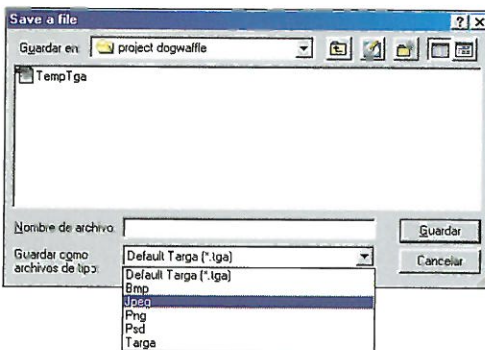 Save a file
Guardar en: project dogwaffle
TempTga
Nombre de archivo:
Guardar
Guardar como
archivos de tipo:
Default Targa (*.tga)
Cancelar
Default Targa (*.tga)
Bmp
Jpeg
Png
Psd
Targa